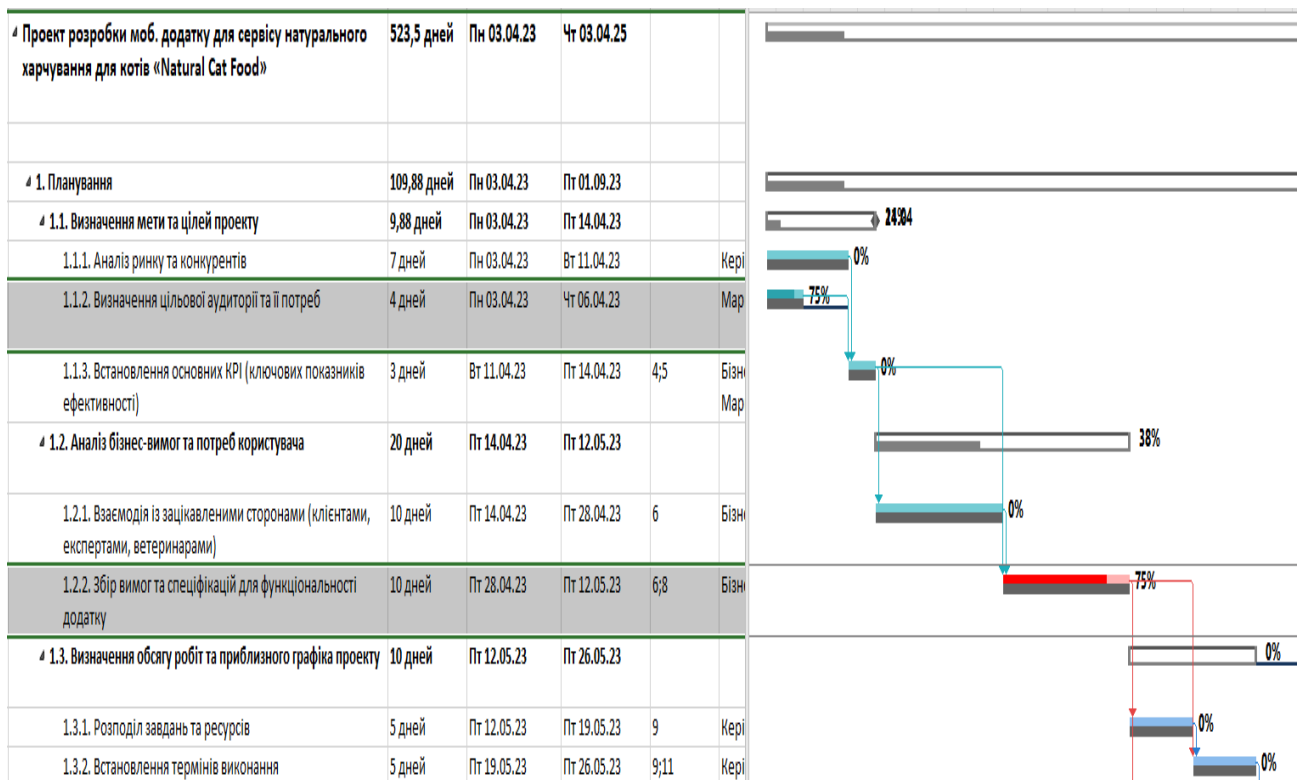 Проект розробки моб. додатку для сервісу натурального 523,5 дней Пн 03.04.23 Чт 03.04.25
харчування для котів «Natural Cat Food»
1. Планування 109,88 дней Пн 03.04.23 Пт 01.09.23
1.1. Визначення мети та цілей проекту 9,88 дней Пн 03.04.23 Пт 14.04.23
1.1.1. Аналіз ринку та конкурентів 7 дней Пн 03.04.23 Вт 11.04.23 Кері 0%
1.1.2. Визначення цільової аудиторії та її потреб 4 дней Пн 03.04.23 Чт 06.04.23 Мар 75%
1.1.3. Встановлення основних KPI (ключових показників 3 дней Вт 11.04.23 Пт 14.04.23 4;5 Бізн 0%
ефективності) Мар
1.2. Аналіз бізнес-вимог та потреб користувача 20 дней Пт 14.04.23 Пт 12.05.23 38%
1.2.1. Взаємодія із зацікавленими сторонами (клієнтами, 10 дней Пт 14.04.23 Пт 28.04.23 6 Бізн 0%
експертами, ветеринарами)
1.2.2. Збір вимог та специфікацій для функціональності 10 дней Пт 28.04.23 Пт 12.05.23 6;8 Бізн 75%
додатку
1.3. Визначення обсягу робіт та приблизного графіка проекту 10 дней Пт 12.05.23 Пт 26.05.23 0%
1.3.1. Розподіл завдань та ресурсів 5 дней Пт 12.05.23 Пт 19.05.23 9 Кері 0%
1.3.2. Встановлення термінів виконання 5 дней Пт 19.05.23 Пт 26.05.23 9;11 Кері 0%